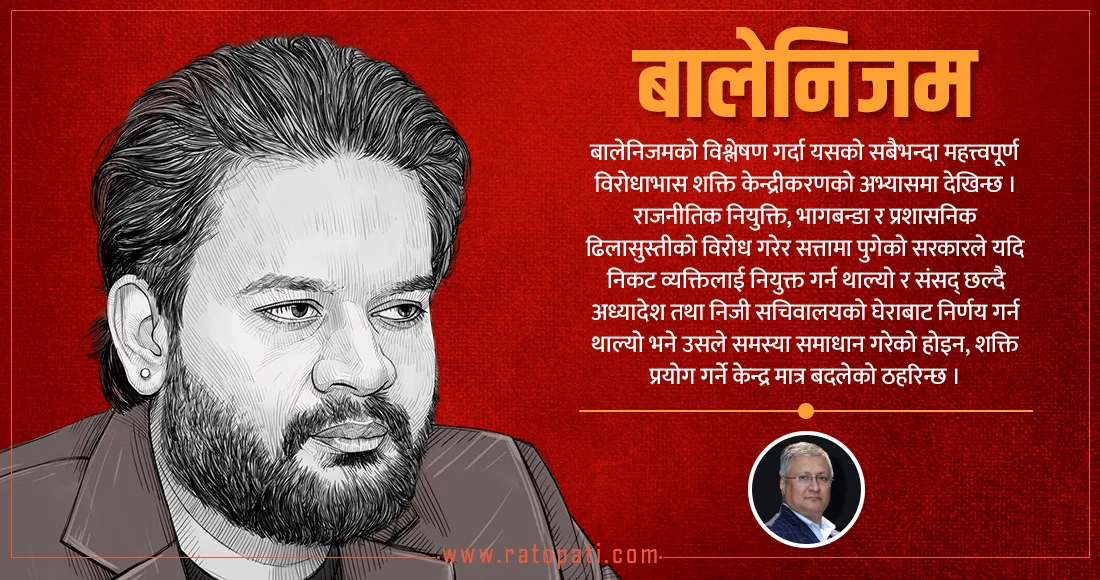 बालेनिजम
बालेनिजमको विश्लेषण गर्दा यसको सबैभन्दा महत्त्वपूर्ण
विरोधाभास शक्ति केन्द्रीकरणको अभ्यासमा देखिन्छ ।
राजनीतिक नियुक्ति, भागबन्डा र प्रशासनिक
ढिलासुस्तीको विरोध गरेर सत्तामा पुगेको सरकारले यदि
निकट व्यक्तिलाई नियुक्त गर्न थाल्यो र संसद् छल्दै
अध्यादेश तथा निजी सचिवालयको घेराबाट निर्णय गर्न
थाल्यो भने उसले समस्या समाधान गरेको होइन, शक्ति
प्रयोग गर्ने केन्द्र मात्र बदलेको ठहरिन्छ ।
www.ratopati.com